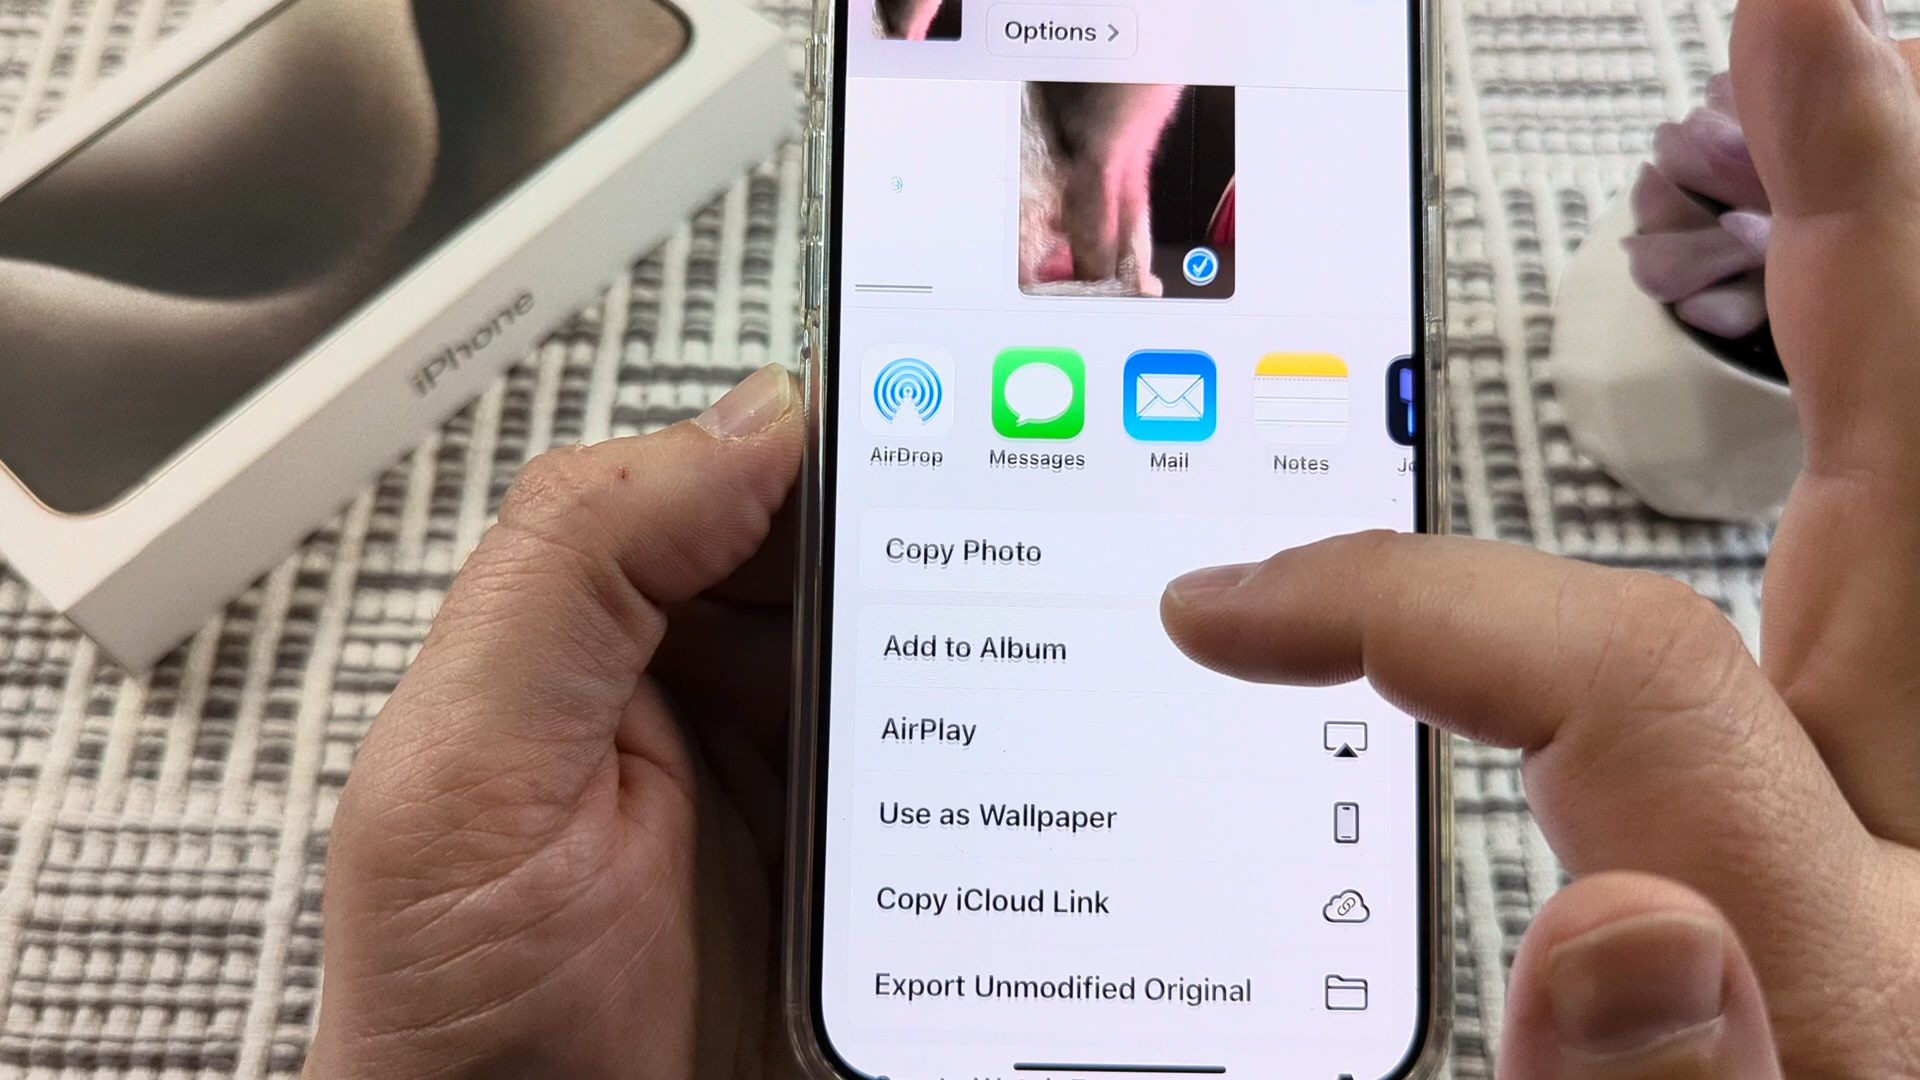 Options
iPhone
AirDrop
Messages
Mail
Notes
Copy Photo
Add to Album
AirPlay
Use as Wallpaper
Copy iCloud Link
Export Unmodified Original